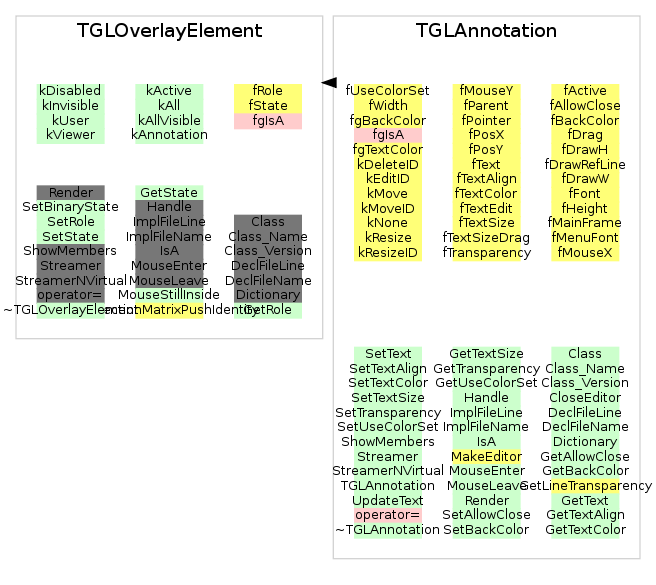 TGLOverlayElement
kDisabled
kInvisible
kUser
kViewer
kActive
kAll
kAllVisible
kAnnotation
fRole
fState
fgIsA
Render
SetBinaryState
SetRole
SetState
ShowMembers
Streamer
StreamerNVirtual
operator=
~TGLOverlayElement
GetState
Handle
ImplFileLine
ImplFileName
IsA
MouseEnter
MouseLeave
MouseStillInside
Class
Class_Name
Class_Version
DeclFileLine
DeclFileName
Dictionary
GetRole
TGLAnnotation
fUseColorSet
fWidth
fgBackColor
fgIsA
fgTextColor
kDeleteID
kEditID
kMove
kMoveID
kNone
kResize
kResizeID
fMouseY
fParent
fPointer
fPosX
fPosY
fText
fTextAlign
fTextColor
fTextEdit
fTextSize
fTextSizeDrag
fTransparency
fActive
fAllowClose
fBackColor
fDrag
fDrawH
fDrawRefLine
fDrawW
fFont
fHeight
fMainFrame
fMenuFont
fMouseX
SetText
SetTextAlign
SetTextColor
SetTextSize
SetTransparency
SetUseColorSet
ShowMembers
Streamer
StreamerNVirtual
TGLAnnotation
UpdateText
operator=
~TGLAnnotation
GetTextSize
GetTransparency
GetUseColorSet
Handle
ImplFileLine
ImplFileName
IsA
MakeEditor
MouseEnter
MouseLeave
Render
SetAllowClose
SetBackColor
Class
Class_Name
Class_Version
CloseEditor
DeclFileLine
DeclFileName
Dictionary
GetAllowClose
GetBackColor
GetLineTransparency
GetText
GetTextAlign
GetTextColor